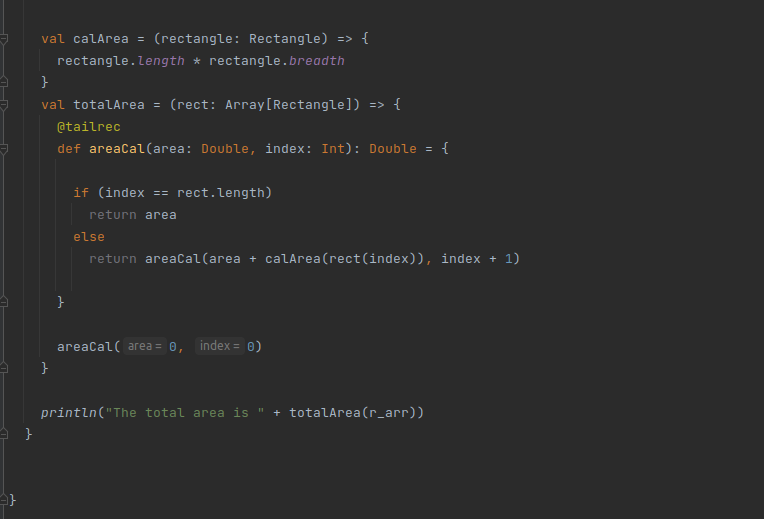 val calArea = (rectangle: Rectangle) => {
rectangle.length * rectangle.breadth
}
val totalArea = (rect: Array[Rectangle]) => {
@tailrec
def areaCal(area: Double, index: Int): Double = {
if (index == rect.length)
return area
else
return areaCal(area + calArea(rect(index)), index + 1)
}
areaCal( area = 0, index = 0)
}
println("The total area is " + totalArea(r_arr))
}
}